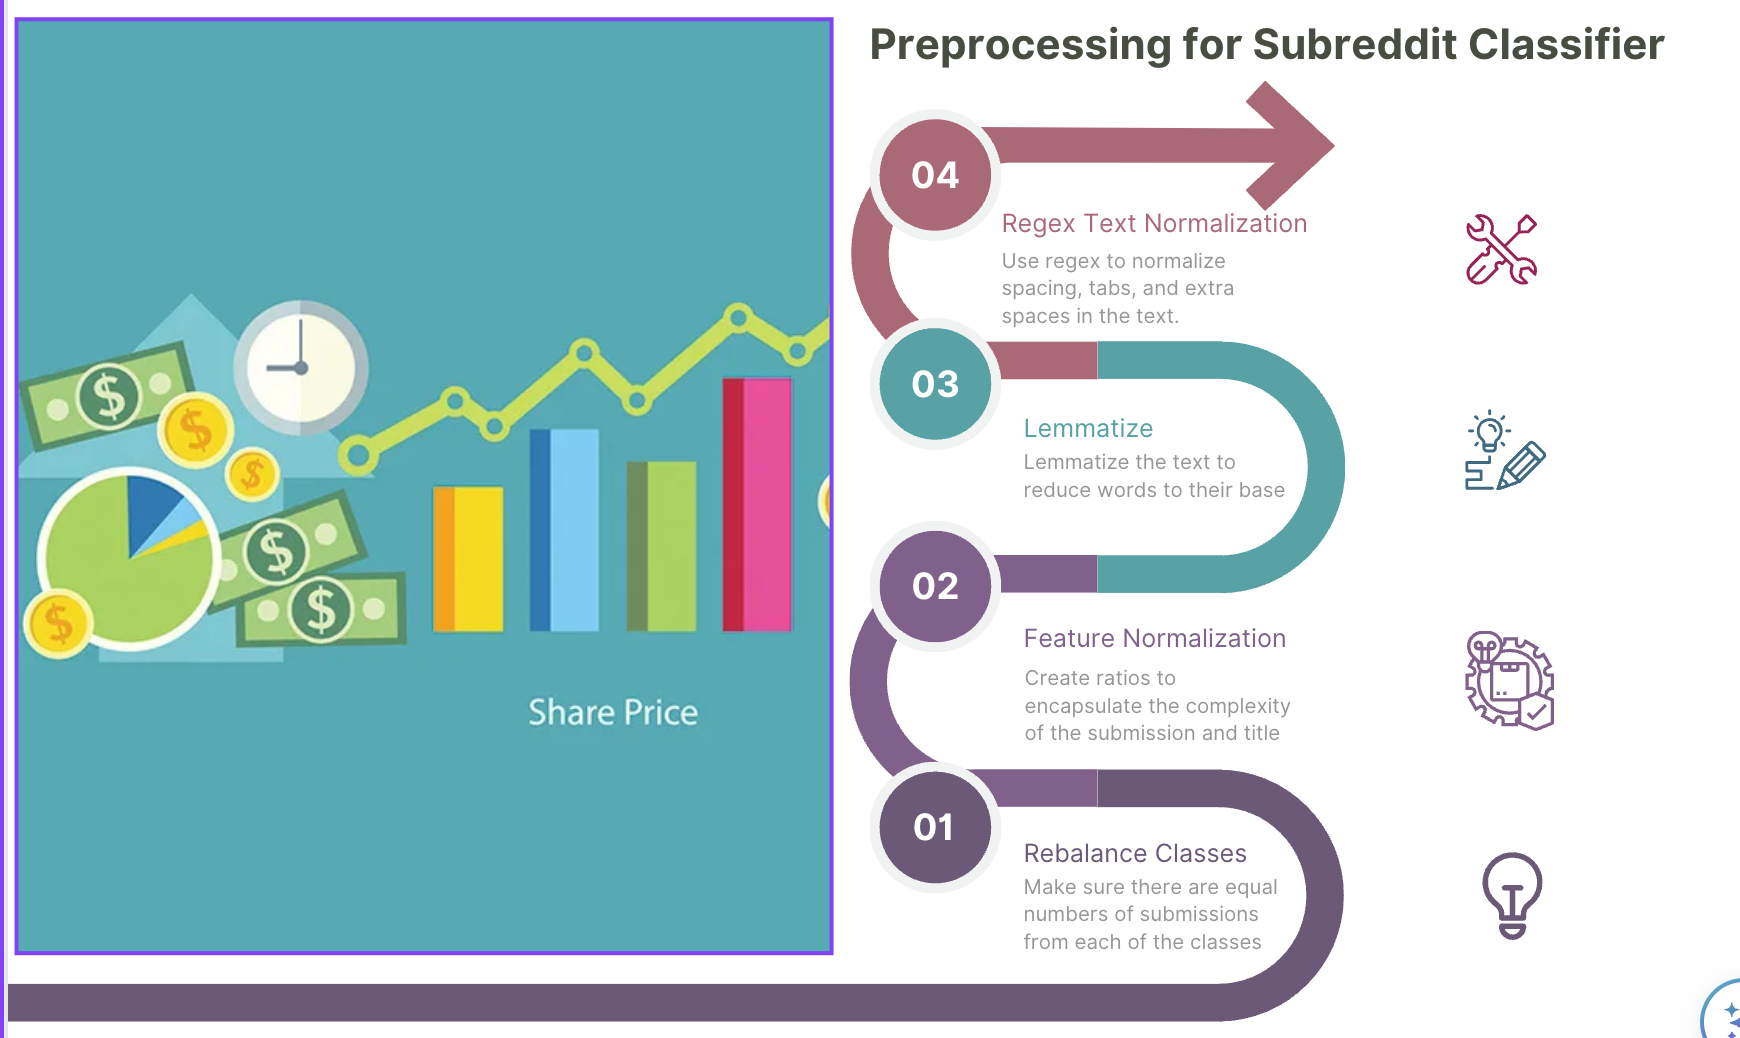 Preprocessing for Subreddit Classifier
04
Regex Text Normalization
Use regex to normalize
spacing, tabs, and extra
spaces in the text.
03
Lemmatize
Lemmatize the text to
reduce words to their base
02
Feature Normalization
Create ratios to
encapsulate the complexity
of the submission and title
01
Rebalance Classes
Make sure there are equal
numbers of submissions
from each of the classes
$
$
$
$
$
$
Share Price